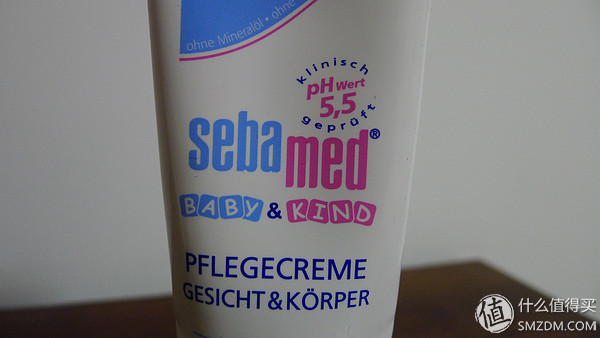 ohne Mineralöl • ohne
klinisch
pH Wert
5,5
geprüft
sebamed®
BABY & KIND
PFLEGECREME
GESICHT & KÖRPER
值 什么值得买
SMZDM.COM